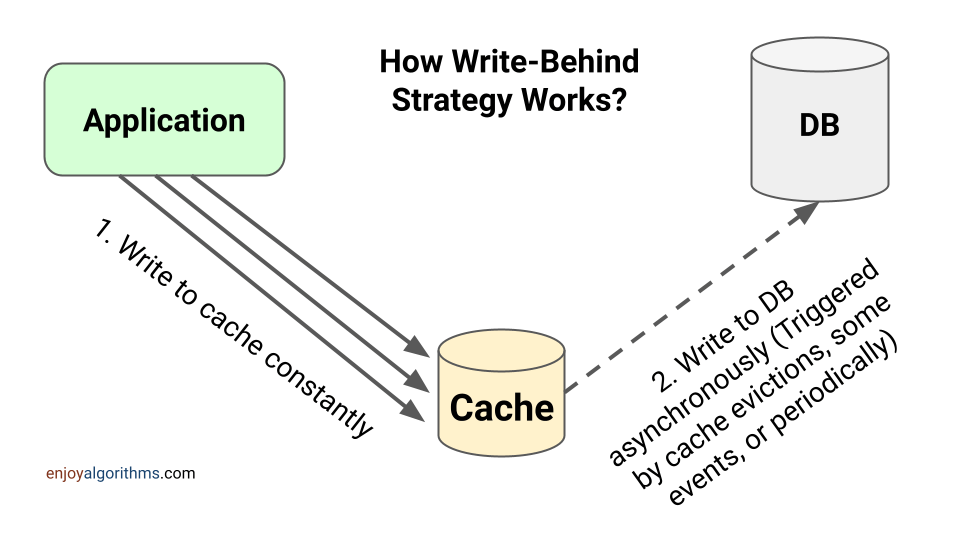 How Write-Behind
Strategy Works?
Application
DB
1. Write to cache constantly
Cache
2. Write to DB
asynchronously (Triggered
by cache evictions, some
events, or periodically)
enjoyalgorithms.com